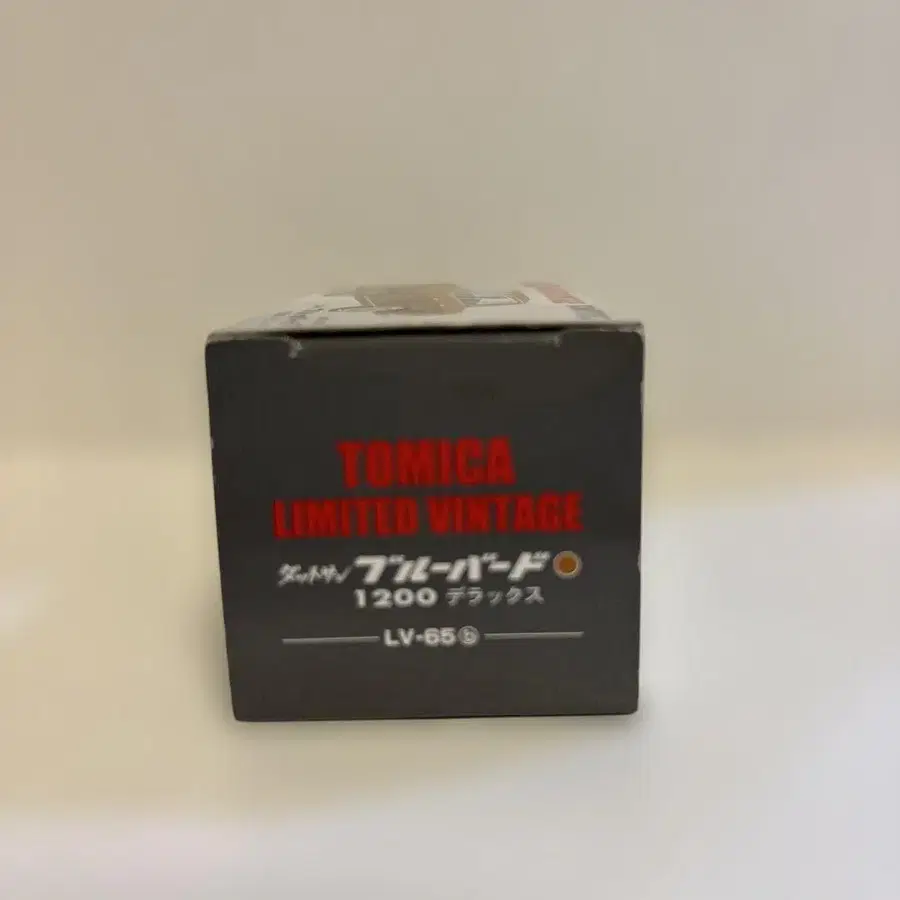 TOMICA
LIMITED VINTAGE
ダットサン ブルーバード
1200 デラックス
LV-65ⓑ